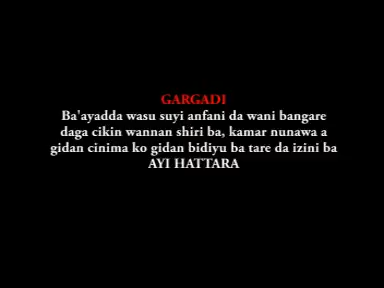 GARGADI
Ba'ayadda wasu suyi anfani da wani bangare
daga cikin wannan shiri ba, kamar nunawa a
gidan cinima ko gidan bidiyu ba tare da izini ba
AYI HATTARA